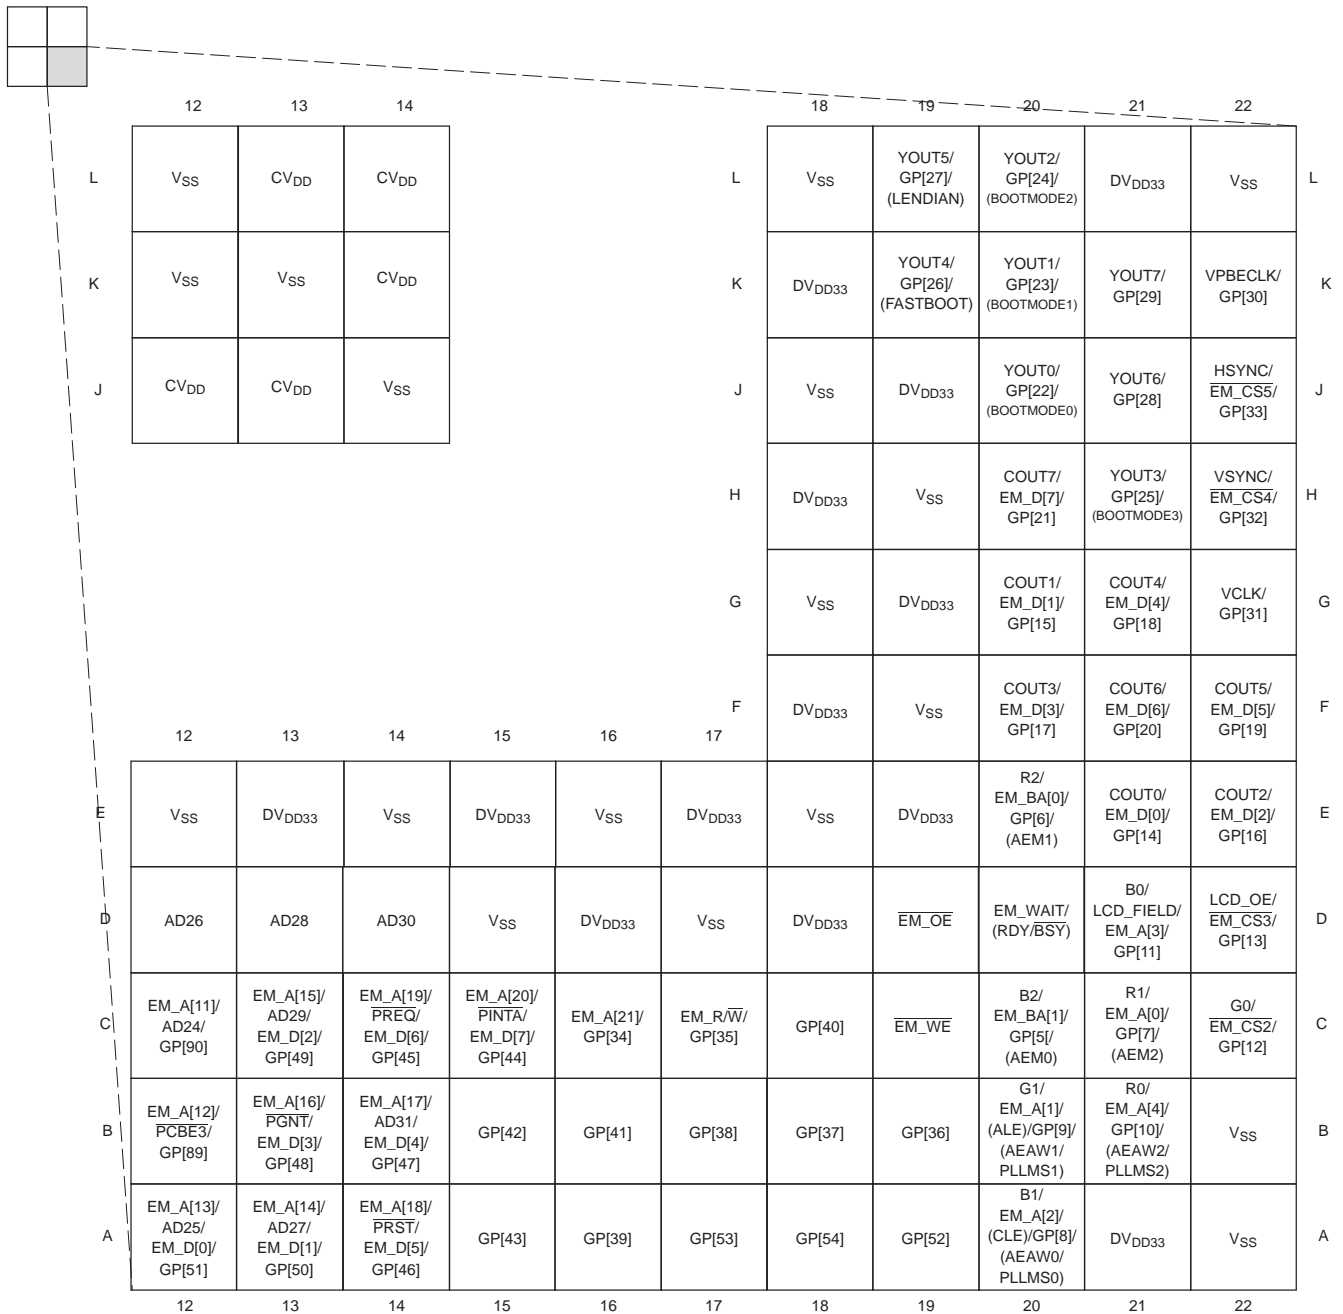 12 13 14 18 19 20 21 22
L VSS CVDD CVDD L VSS YOUT5/ GP[27]/ (LENDIAN) YOUT2/ GP[24]/ (BOOTMODE2) DVDD33 VSS L
K VSS VSS CVDD K DVDD33 YOUT4/ GP[26]/ (FASTBOOT) YOUT1/ GP[23]/ (BOOTMODE1) YOUT7/ GP[29] VPBECLK/ GP[30] K
J CVDD CVDD VSS J VSS DVDD33 YOUT0/ GP[22]/ (BOOTMODE0) YOUT6/ GP[28] HSYNC/ EM_CS5/ GP[33] J
H DVDD33 VSS COUT7/ EM_D[7]/ GP[21] YOUT3/ GP[25]/ (BOOTMODE3) VSYNC/ EM_CS4/ GP[32] H
G VSS DVDD33 COUT1/ EM_D[1]/ GP[15] COUT4/ EM_D[4]/ GP[18] VCLK/ GP[31] G
F DVDD33 VSS COUT3/ EM_D[3]/ GP[17] COUT6/ EM_D[6]/ GP[20] COUT5/ EM_D[5]/ GP[19] F
12 13 14 15 16 17
E VSS DVDD33 VSS DVDD33 VSS DVDD33 VSS DVDD33 R2/ EM_BA[0]/ GP[6]/ (AEM1) COUT0/ EM_D[0]/ GP[14] COUT2/ EM_D[2]/ GP[16] E
D AD26 AD28 AD30 VSS DVDD33 VSS DVDD33 EM_OE EM_WAIT/ (RDY/BSY) B0/ LCD_FIELD/ EM_A[3]/ GP[11] LCD_OE/ EM_CS3/ GP[13] D
C EM_A[11]/ AD24/ GP[90] EM_A[15]/ AD29/ EM_D[2]/ GP[49] EM_A[19]/ PREQ/ EM_D[6]/ GP[45] EM_A[20]/ PINTA/ EM_D[7]/ GP[44] EM_A[21]/ GP[34] EM_R/W/ GP[35] GP[40] EM_WE B2/ EM_BA[1]/ GP[5[/ (AEM0) R1/ EM_A[0]/ GP[7]/ (AEM2) G0/ EM_CS2/ GP[12] C
B EM_A[12]/ PCBE3/ GP[89] EM_A[16]/ PGNT/ EM_D[3]/ GP[48] EM_A[17]/ AD31/ EM_D[4]/ GP[47] GP[42] GP[41] GP[38] GP[37] GP[36] G1/ EM_A[1]/ (ALE)/GP[9]/ (AEAW1/ PLLMS1) R0/ EM_A[4]/ GP[10]/ (AEAW2/ PLLMS2) VSS B
A EM_A[13]/ AD25/ EM_D[0]/ GP[51] EM_A[14]/ AD27/ EM_D[1]/ GP[50] EM_A[18]/ PRST/ EM_D[5]/ GP[46] GP[43] GP[39] GP[53] GP[54] GP[52] B1/ EM_A[2]/ (CLE)/GP[8]/ (AEAW0/ PLLMS0) DVDD33 VSS A
12 13 14 15 16 17 18 19 20 21 22